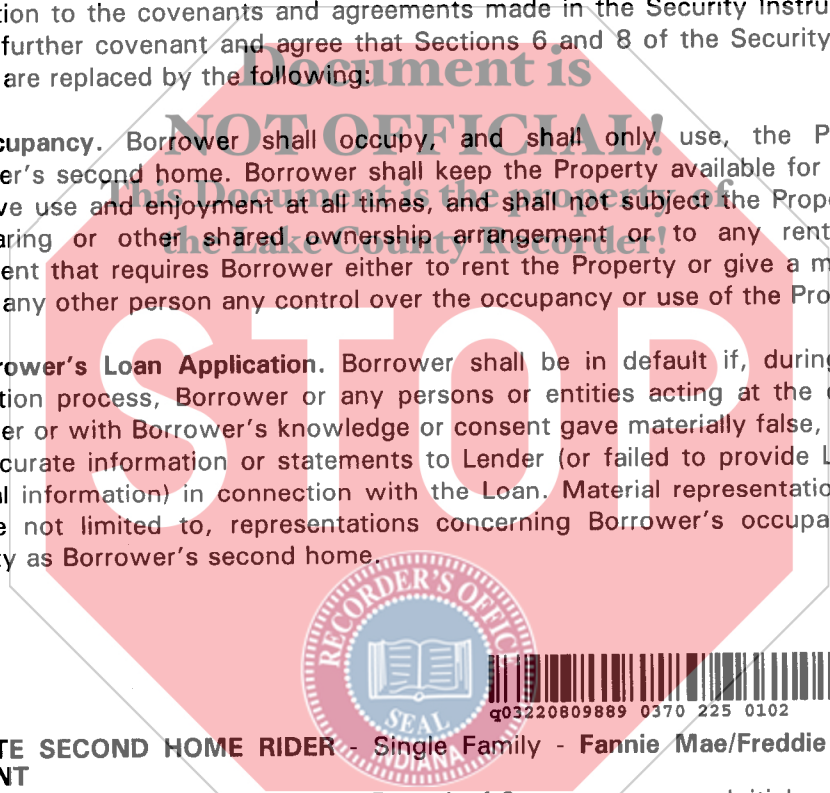 tion to the covenants and agreements made in the Security Instru
further covenant and agree that Sections 6 and 8 of the Security
are replaced by the following:
Document is
NOT OFFICIAL!
This Document is the property of
the Lake County Recorder!
cupancy. Borrower shall occupy, and shall only use, the P
er's second home. Borrower shall keep the Property available for
ve use and enjoyment at all times, and shall not subject the Prope
aring or other shared ownership arrangement or to any rent
ent that requires Borrower either to rent the Property or give a m
any other person any control over the occupancy or use of the Pro
STOP
rower's Loan Application. Borrower shall be in default if, during
tion process, Borrower or any persons or entities acting at the
er or with Borrower's knowledge or consent gave materially false,
curate information or statements to Lender (or failed to provide L
al information) in connection with the Loan. Material representatio
e not limited to, representations concerning Borrower's occupa
ty as Borrower's second home.
RECORDER'S OFFICE
SEAL
INDIANA
q03220809889 0370 225 0102
TE SECOND HOME RIDER - Single Family - Fannie Mae/Freddie
NT